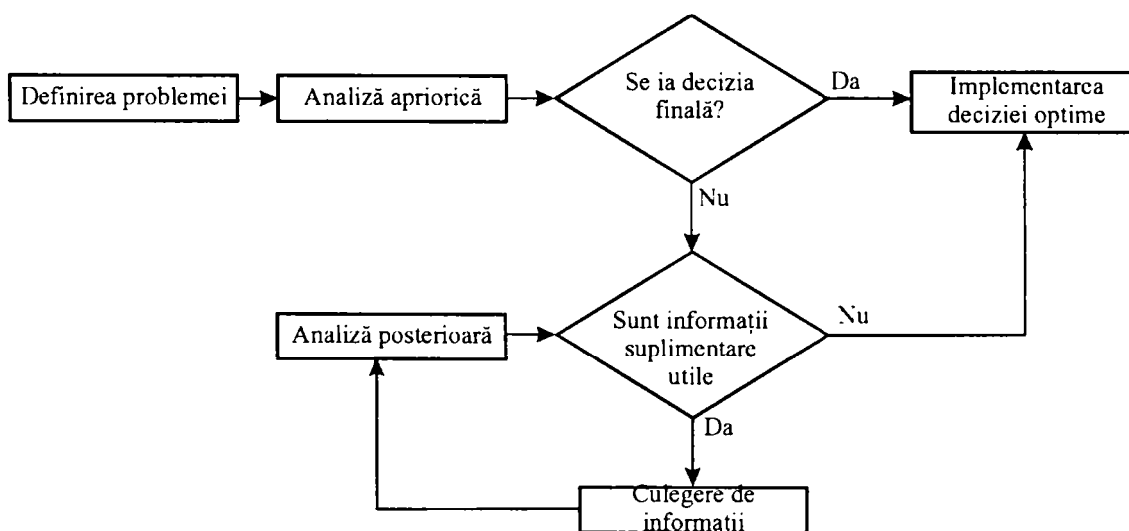 Definirea problemei
Analiză apriorică
Se ia decizia
finală?
Da
Implementarea
deciziei optime
Nu
Analiză posterioară
Sunt informații
suplimentare
utile
Nu
Da
Culegere de
informații